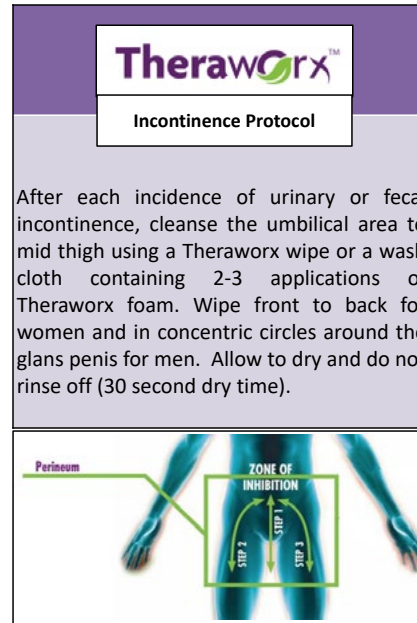 Theraworx™
Incontinence Protocol
After each incidence of urinary or feca
incontinence, cleanse the umbilical area to
mid thigh using a Theraworx wipe or a wash
cloth containing 2-3 applications o
Theraworx foam. Wipe front to back fo
women and in concentric circles around the
glans penis for men. Allow to dry and do no
rinse off (30 second dry time).
Perineum
ZONE OF
INHIBITION
STEP 2
STEP 1
STEP 3